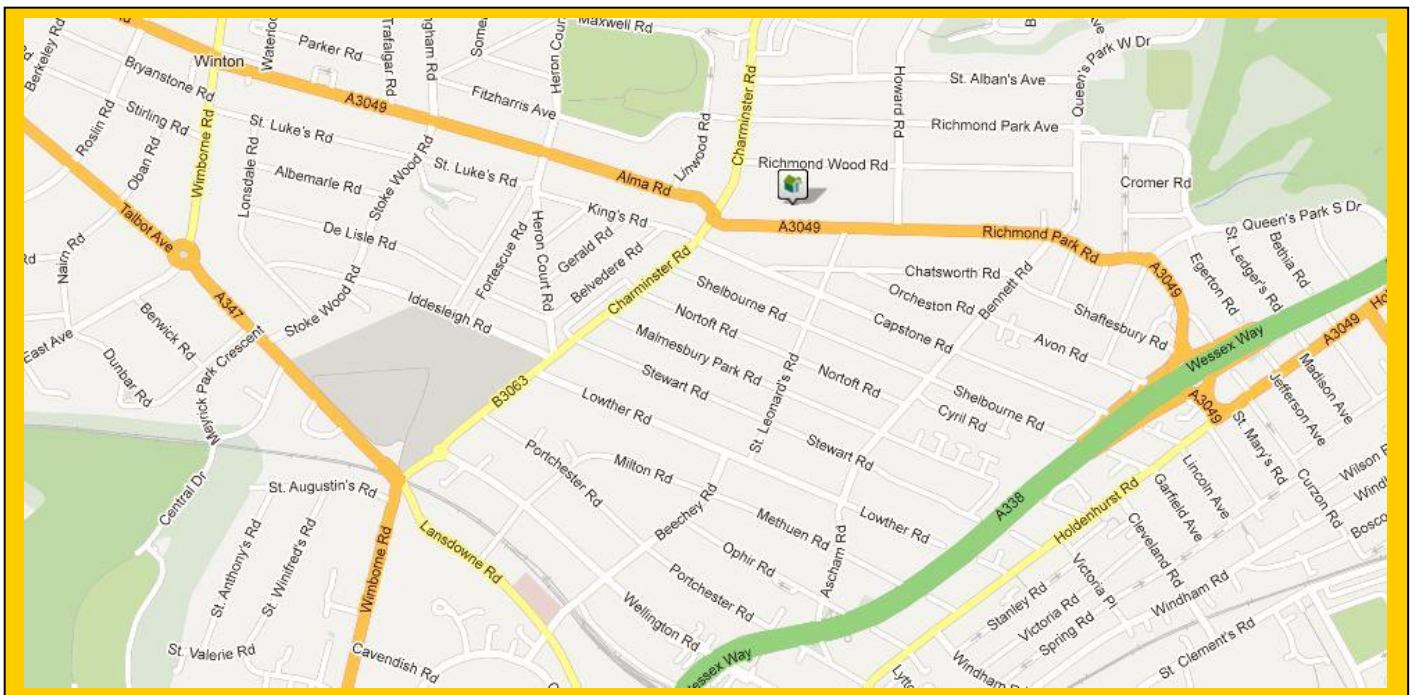 Maxwell Rd
Berkeley Rd
Winton
Parker Rd
Trafalgar Rd
Heron Cour
Queen's Park W Dr
Bryanstone Rd
A3049
Fitzharris Ave
Charminster Rd
Howard Rd
St. Alban's Ave
Stirling Rd
Roslin Rd
Oban Rd
Wimborne Rd
St. Luke's Rd
Lonsdale Rd
Albemarle Rd
Stoke Wood Rd
St. Luke's Rd
Linwood Rd
Richmond Park Ave
Richmond Wood Rd
Cromer Rd
Alma Rd
King's Rd
A3049
Richmond Park Rd
Queen's Park S Dr
Talbot Ave
De Lisle Rd
Fortescue Rd
Heron Court Rd
Gerald Rd
Belvedere Rd
Charminster Rd
St. Ledger's Rd
Bethia Rd
Egerton Rd
Nairn Rd
A347
Stoke Wood Rd
Iddesleigh Rd
Shelbourne Rd
Chatsworth Rd
Orcheston Rd
Bennett Rd
A3049
Shaftesbury Rd
East Ave
Berwick Rd
Dunbar Rd
Meyrick Park Crescent
Nortoft Rd
Malmesbury Park Rd
Capstone Rd
Avon Rd
Wessex Way
A3049
B3063
Stewart Rd
St. Leonard's Rd
Nortoft Rd
Shelbourne Rd
Cyril Rd
Madison Ave
Jefferson Ave
A3049
Lowther Rd
Stewart Rd
St. Mary's Rd
Central Dr
St. Augustin's Rd
Portchester Rd
Milton Rd
Beechey Rd
Methuen Rd
Lowther Rd
A338
Holdenhurst Rd
Lincoln Ave
Garfield Ave
Curzon Rd
Wilson
Cleveland Rd
St. Anthony's Rd
St. Winifred's Rd
Wimborne Rd
Lansdowne Rd
Ophir Rd
Ascham Rd
Portchester Rd
Wellington Rd
Stanley Rd
Victoria Rd
Spring Rd
Victoria Pl
Windham Rd
St. Valerie Rd
Cavendish Rd
Wessex Way
Windham Rd
St. Clement's Rd